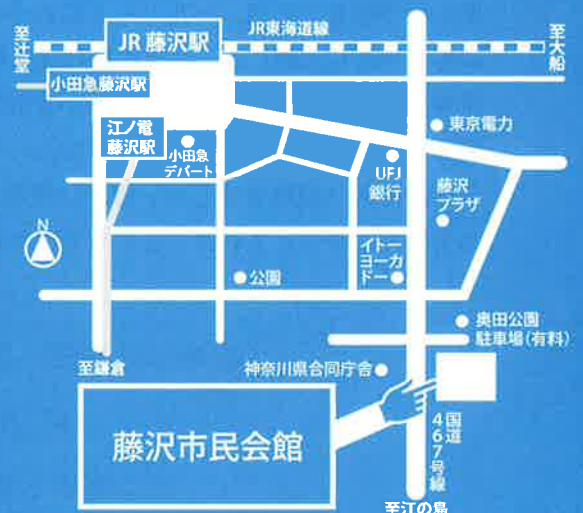 至辻堂
JR 藤沢駅
JR東海道線
至大船
小田急藤沢駅
江ノ電
藤沢駅
小田急
デパート
東京電力
UFJ
銀行
藤沢
プラザ
N
イトー
ヨーカ
ドー
公園
奥田公園
駐車場(有料)
至鎌倉
神奈川県合同庁舎
藤沢市民会館
国道
467号線
至江の島